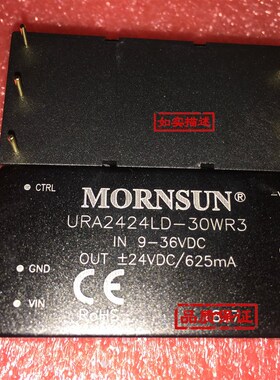 如实描述
CTRL
MORNSUN®
URA2424LD-30WR3
IN 9-36VDC
GND
OUT ±24VDC/625mA
VIN
CE
RoHS